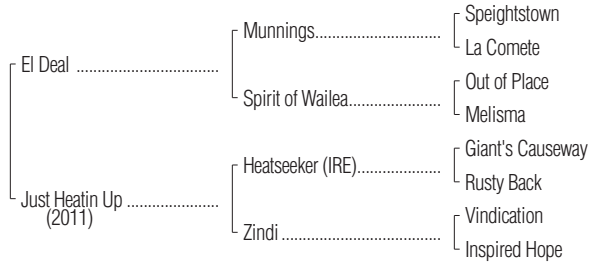 Speightstown
Munnings
La Comete
El Deal
Out of Place
Spirit of Wailea
Melisma
Giant's Causeway
Heatseeker (IRE)
Rusty Back
Just Heatin Up
(2011)
Vindication
Zindi
Inspired Hope